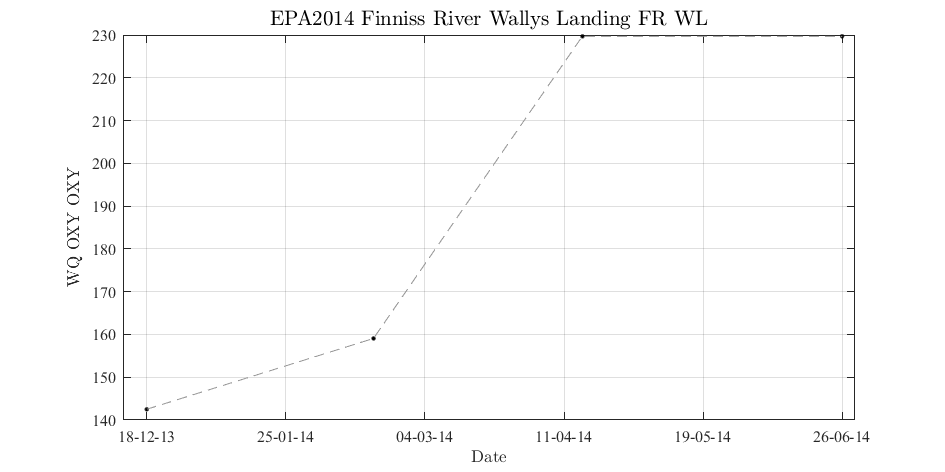 EPA2014 Finniss River Wallys Landing FR WL
230
220
210
200
190
180
170
160
150
140
WQ OXY OXY
18-12-13 25-01-14 04-03-14 11-04-14 19-05-14 26-06-14
Date